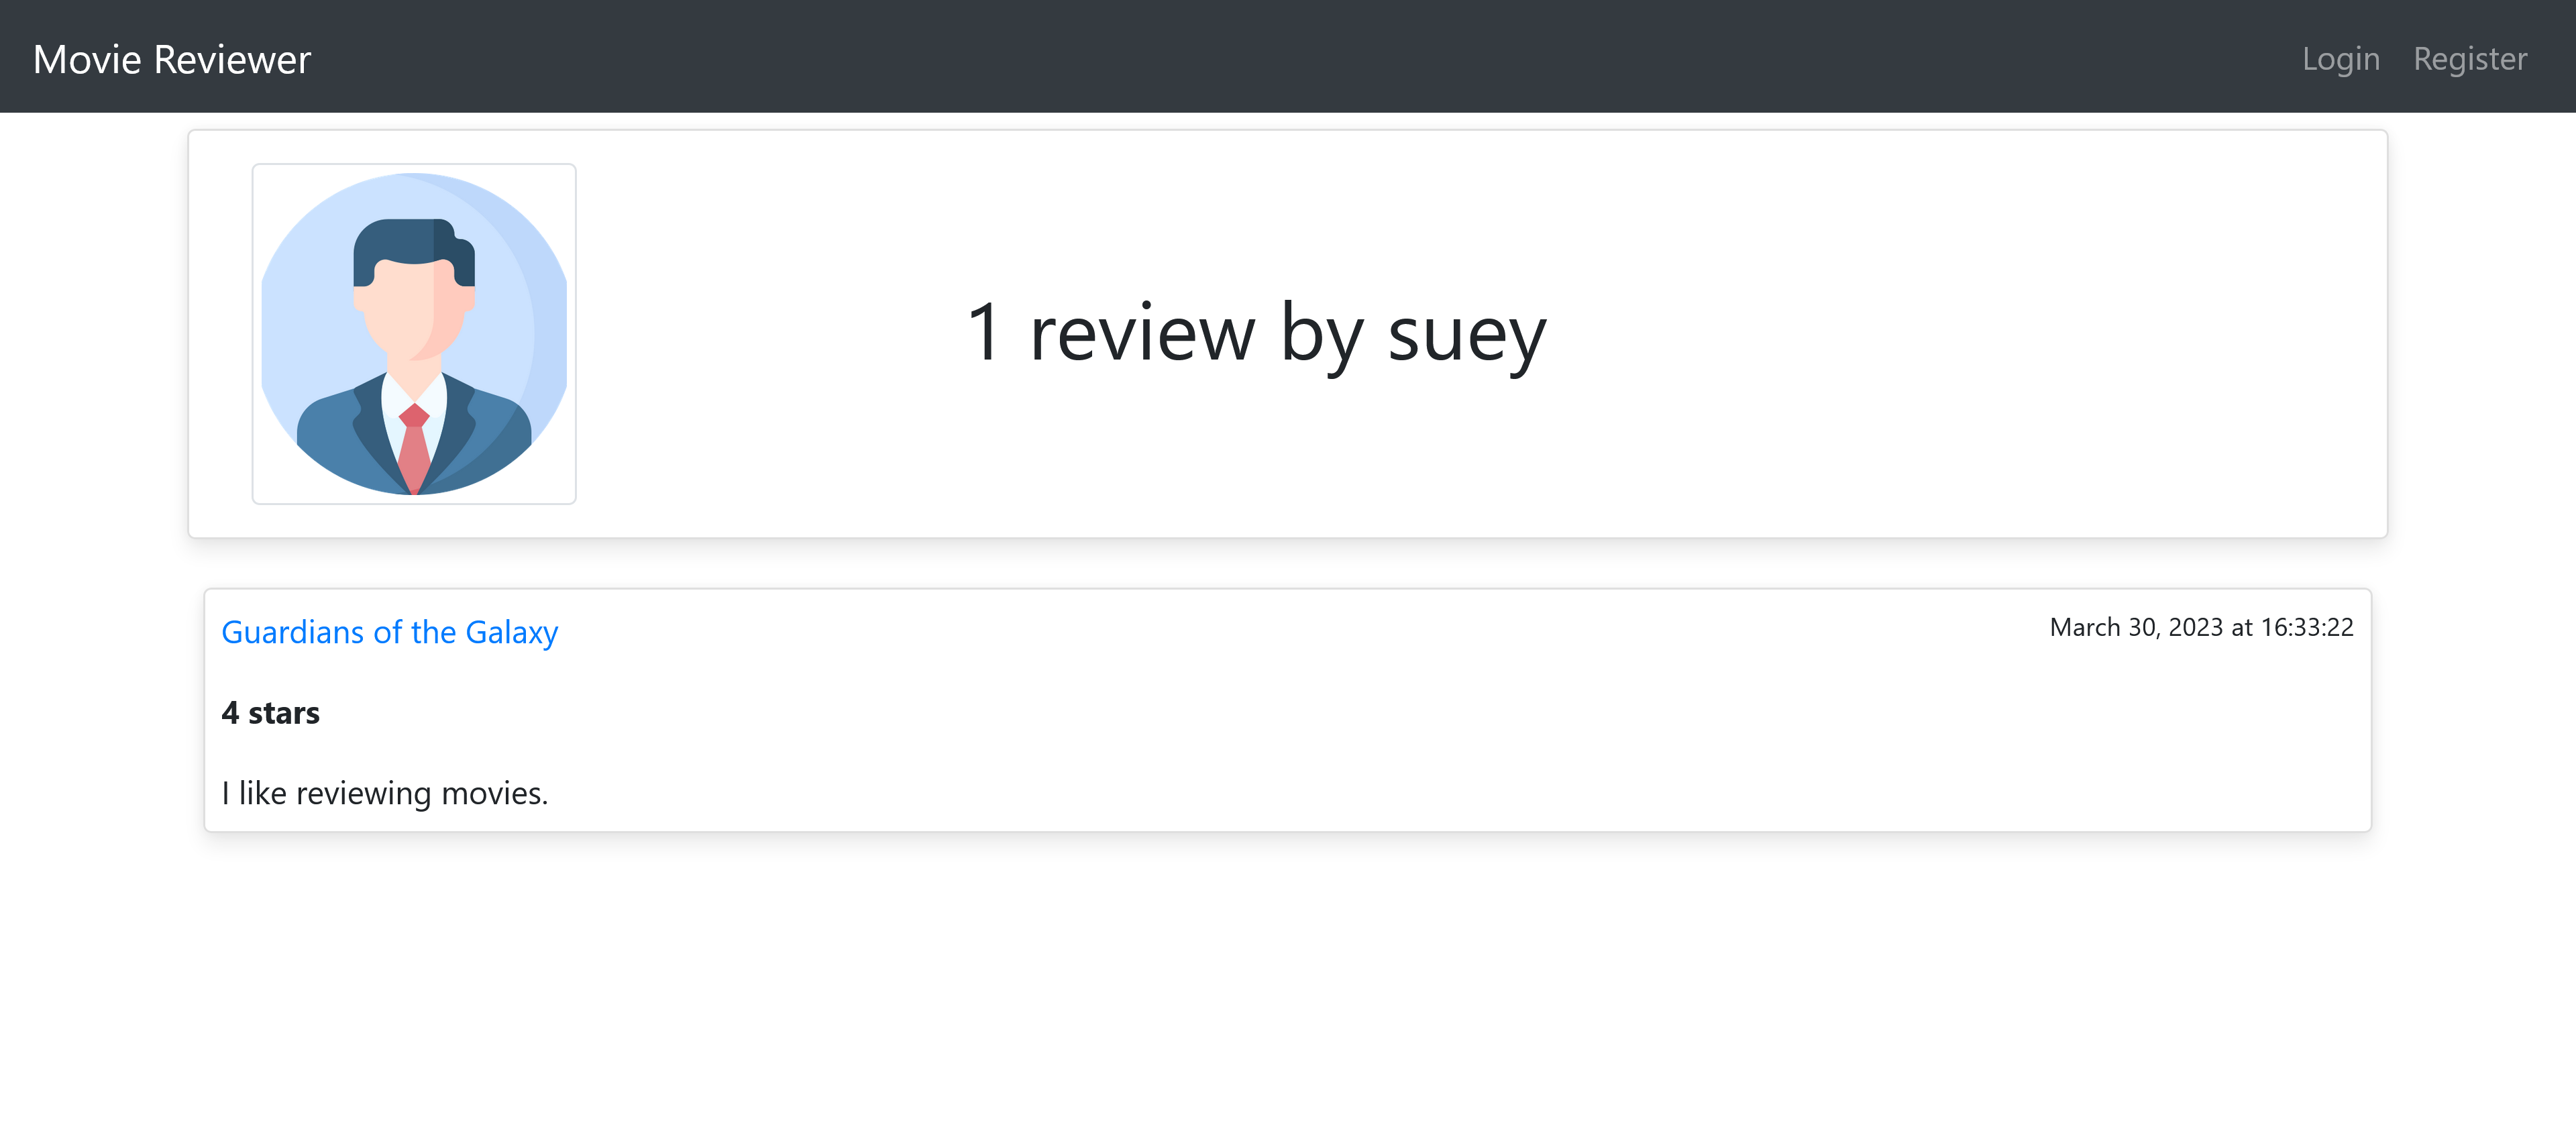 Movie Reviewer
Login Register
1 review by suey
Guardians of the Galaxy
March 30, 2023 at 16:33:22
4 stars
I like reviewing movies.